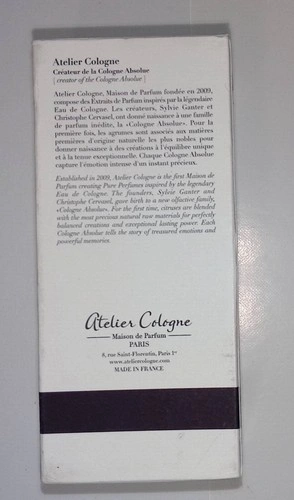 Atelier Cologne
Créateur de la Cologne Absolue
[ creator of the Cologne Absolue ]
Atelier Cologne, Maison de Parfum fondée en 2009,
compose des Extraits de Parfum inspirés par la légendaire
Eau de Cologne. Les créateurs, Sylvie Ganter et
Christophe Cervasel, ont donné naissance à une famille
de parfum inédite, la «Cologne Absolue». Pour la
première fois, les agrumes sont associés aux matières
premières d'origine naturelle les plus nobles pour
donner naissance à des créations à l'équilibre unique
et à la tenue exceptionnelle. Chaque Cologne Absolue
capture l'émotion intense d'un instant précieux.
Established in 2009, Atelier Cologne is the first Maison de
Parfum creating Pure Perfumes inspired by the legendary
Eau de Cologne. The founders, Sylvie Ganter and
Christophe Cervasel, gave birth to a new olfactive family,
«Cologne Absolue». For the first time, citruses are blended
with the most precious natural raw materials for perfectly
balanced creations and exceptional lasting power. Each
Cologne Absolue tells the story of treasured emotions and
powerful memories.
Atelier Cologne
Maison de Parfum
PARIS
8, rue Saint-Florentin, Paris 1er
www.ateliercologne.com
MADE IN FRANCE